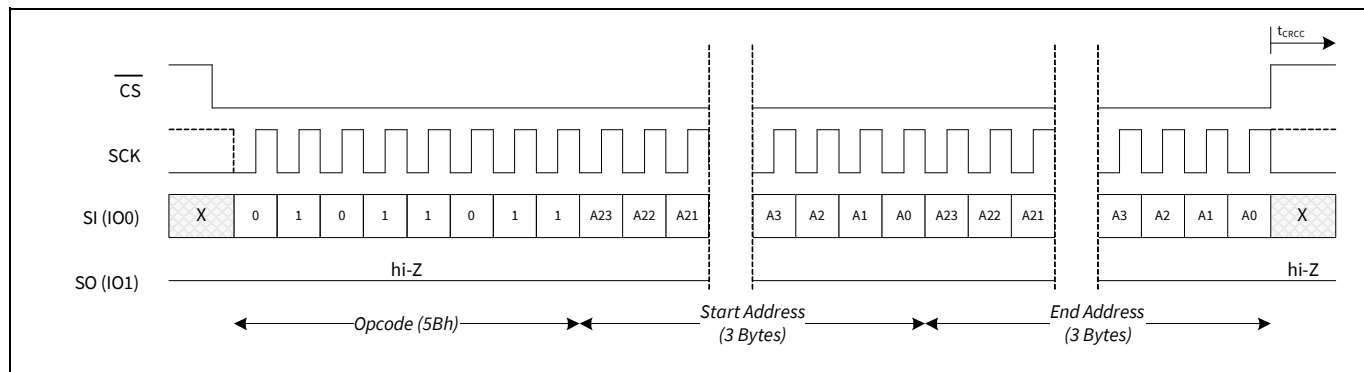 tCRCC
CS
SCK
SI (IO0) X 0 1 0 1 1 0 1 1 A23 A22 A21 A3 A2 A1 A0 A23 A22 A21 A3 A2 A1 A0 X
hi-Z hi-Z
SO (IO1)
Opcode (5Bh) Start Address End Address
(3 Bytes) (3 Bytes)